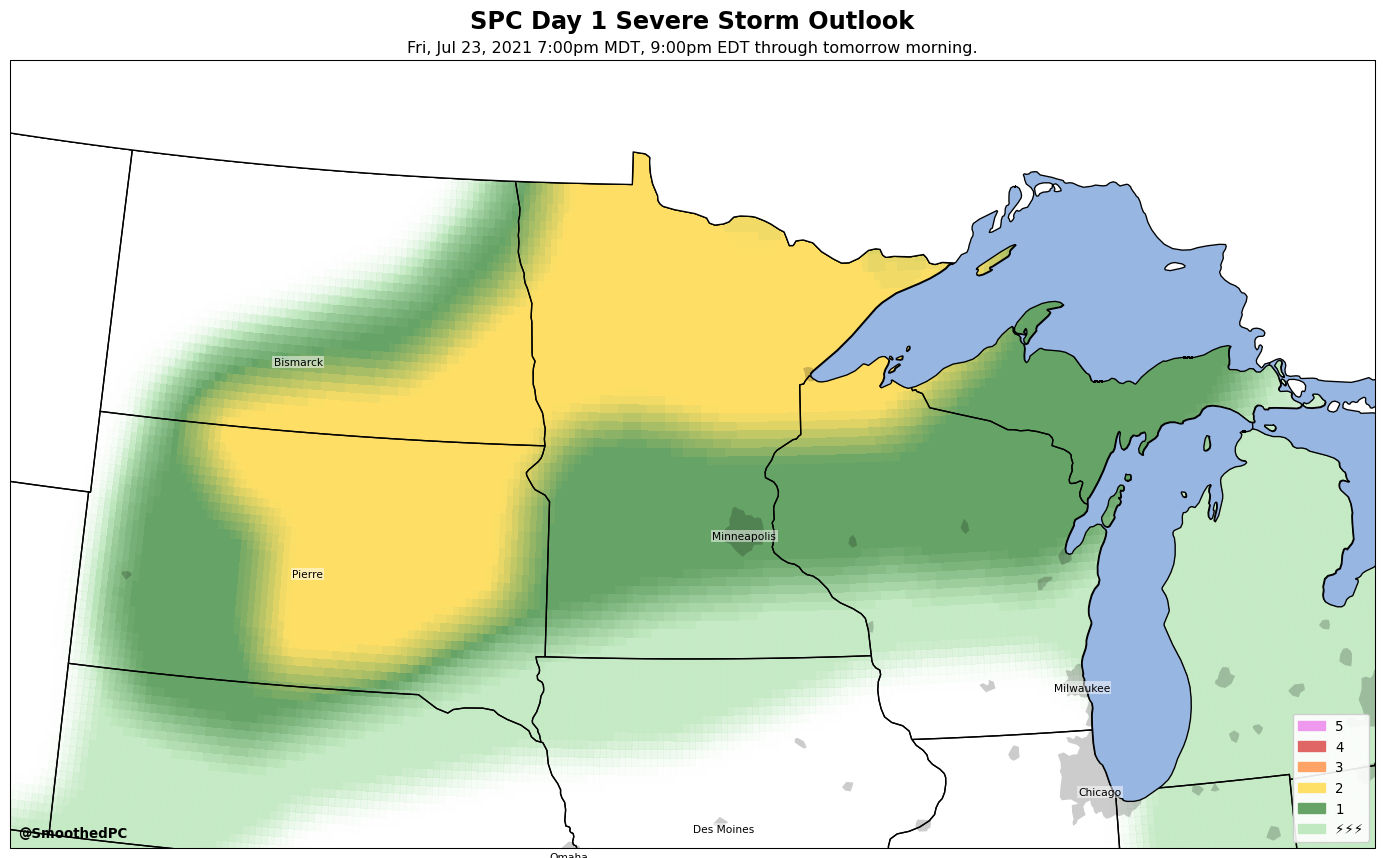 SPC Day 1 Severe Storm Outlook
Fri, Jul 23, 2021 7:00pm MDT, 9:00pm EDT through tomorrow morning.
Bismarck
Minneapolis
Pierre
Milwaukee
Chicago
Des Moines
Omaha
5
4
3
2
1
⚡⚡⚡
@SmoothedPC